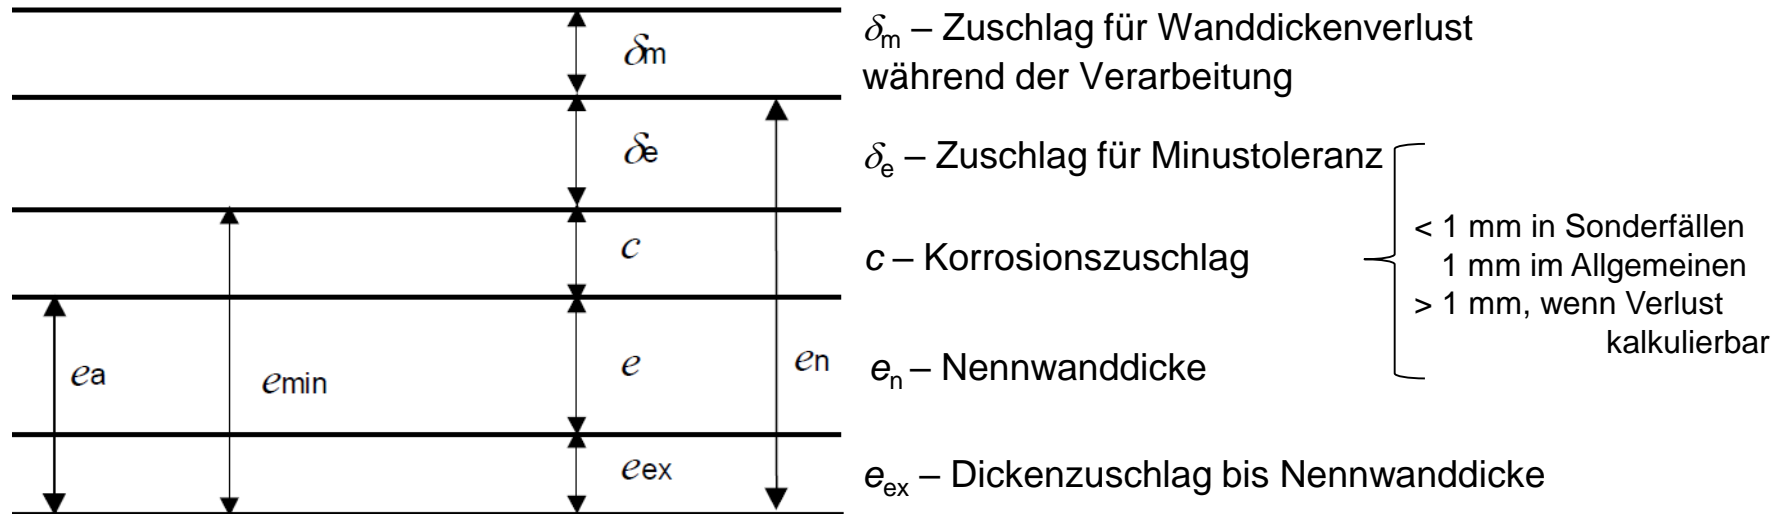 δm
δe
c
e
eex
ea
emin
en
δm – Zuschlag für Wanddickenverlust
während der Verarbeitung
δe – Zuschlag für Minustoleranz
c – Korrosionszuschlag
en – Nennwanddicke
eex – Dickenzuschlag bis Nennwanddicke
< 1 mm in Sonderfällen
1 mm im Allgemeinen
> 1 mm, wenn Verlust
kalkulierbar